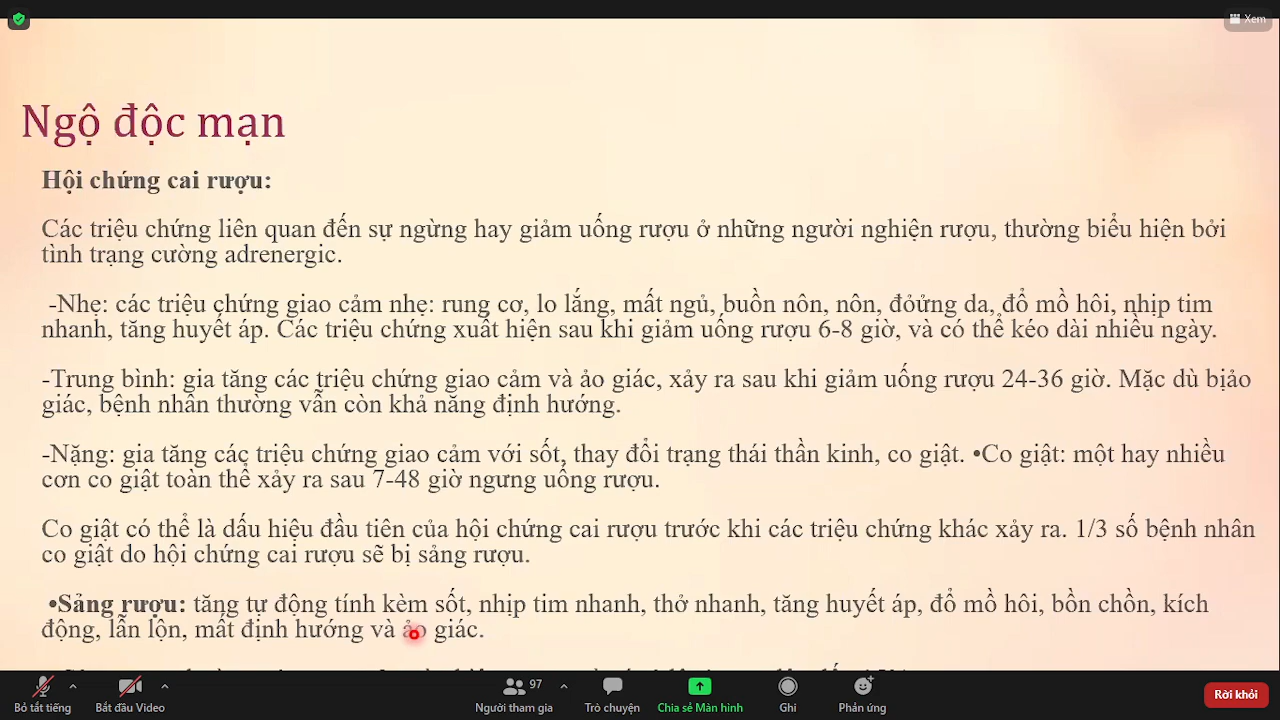 Xem
Ngộ độc mạn
Hội chứng cai rượu:
Các triệu chứng liên quan đến sự ngừng hay giảm uống rượu ở những người nghiện rượu, thường biểu hiện bởi
tình trạng cường adrenergic.
-Nhẹ: các triệu chứng giao cảm nhẹ: rung cơ, lo lắng, mất ngủ, buồn nôn, nôn, đỏửng da, đổ mồ hôi, nhịp tim
nhanh, tăng huyết áp. Các triệu chứng xuất hiện sau khi giảm uống rượu 6-8 giờ, và có thể kéo dài nhiều ngày.
-Trung bình: gia tăng các triệu chứng giao cảm và ảo giác, xảy ra sau khi giảm uống rượu 24-36 giờ. Mặc dù bịảo
giác, bệnh nhân thường vẫn còn khả năng định hướng.
-Nặng: gia tăng các triệu chứng giao cảm với sốt, thay đổi trạng thái thần kinh, co giật. •Co giật: một hay nhiều
cơn co giật toàn thể xảy ra sau 7-48 giờ ngưng uống rượu.
Co giật có thể là dấu hiệu đầu tiên của hội chứng cai rượu trước khi các triệu chứng khác xảy ra. 1/3 số bệnh nhân
co giật do hội chứng cai rượu sẽ bị sảng rượu.
•Sảng rượu: tăng tự động tính kèm sốt, nhịp tim nhanh, thở nhanh, tăng huyết áp, đổ mồ hôi, bồn chồn, kích
động, lẫn lộn, mất định hướng và ảo giác.
97
Bỏ tắt tiếng Bắt đầu Video Người tham gia Trò chuyện Chia sẻ Màn hình Ghi Phản ứng Rời khỏi